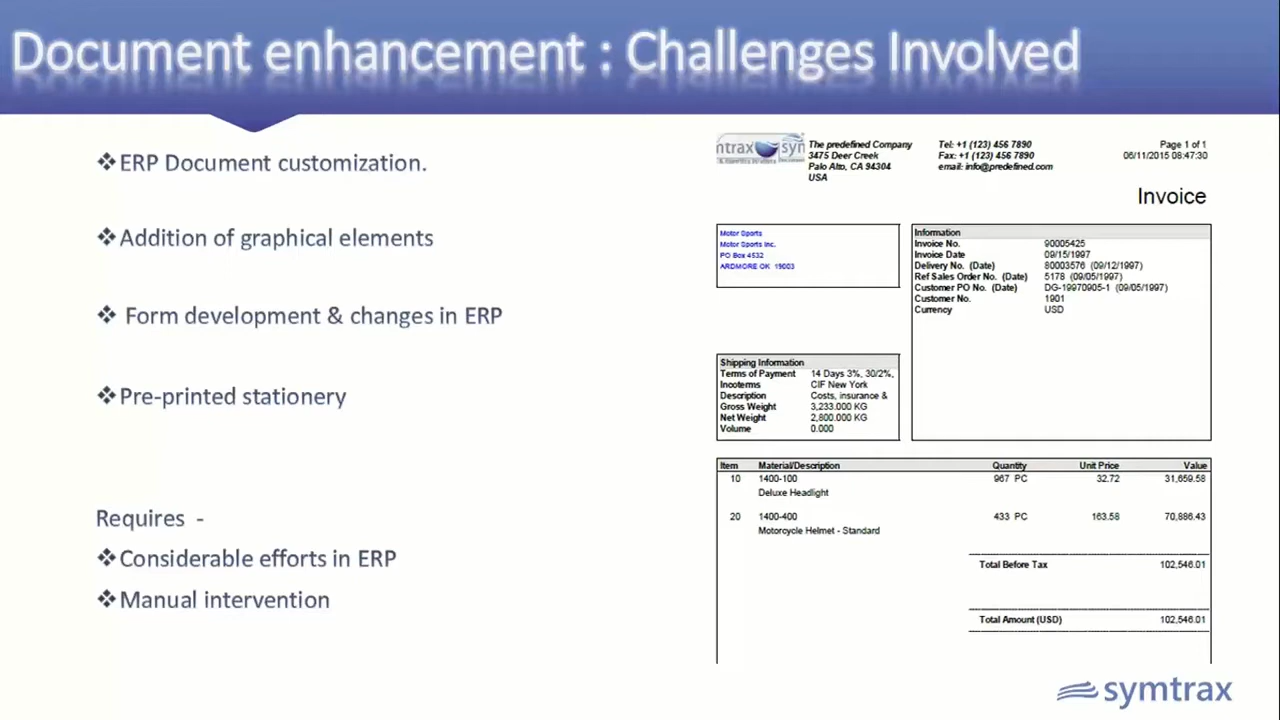 Document enhancement : Challenges Involved
❖ERP Document customization.
❖Addition of graphical elements
❖ Form development & changes in ERP
❖Pre-printed stationery
Requires -
❖Considerable efforts in ERP
❖Manual intervention
ntrax syn
The predefined Company
3475 Deer Creek
Palo Alto, CA 94304
USA
Tel: +1 (123) 456 7890
Fax: +1 (123) 456 7890
email: info@predefined.com
Page 1 of 1
06/11/2015 08:47:30
Invoice
Motor Sports
Motor Sports Inc.
PO Box 4532
ARDMORE OK 19003
Information
Invoice No. 90005425
Invoice Date 09/15/1997
Delivery No. (Date) 80003576 (09/12/1997)
Ref Sales Order No. (Date) 5178 (09/05/1997)
Customer PO No. (Date) DG-19970905-1 (09/05/1997)
Customer No. 1901
Currency USD
Shipping Information
Terms of Payment 14 Days 3%, 30/2%,
Incoterms CIF New York
Description Costs, insurance &
Gross Weight 3,233.000 KG
Net Weight 2,800.000 KG
Volume 0.000
Item Material/Description Quantity Unit Price Value
10 1400-100 967 PC 32.72 31,659.58
Deluxe Headlight
20 1400-400 433 PC 163.58 70,886.43
Motorcycle Helmet - Standard
Total Before Tax 102,546.01
Total Amount (USD) 102,546.01
symtrax